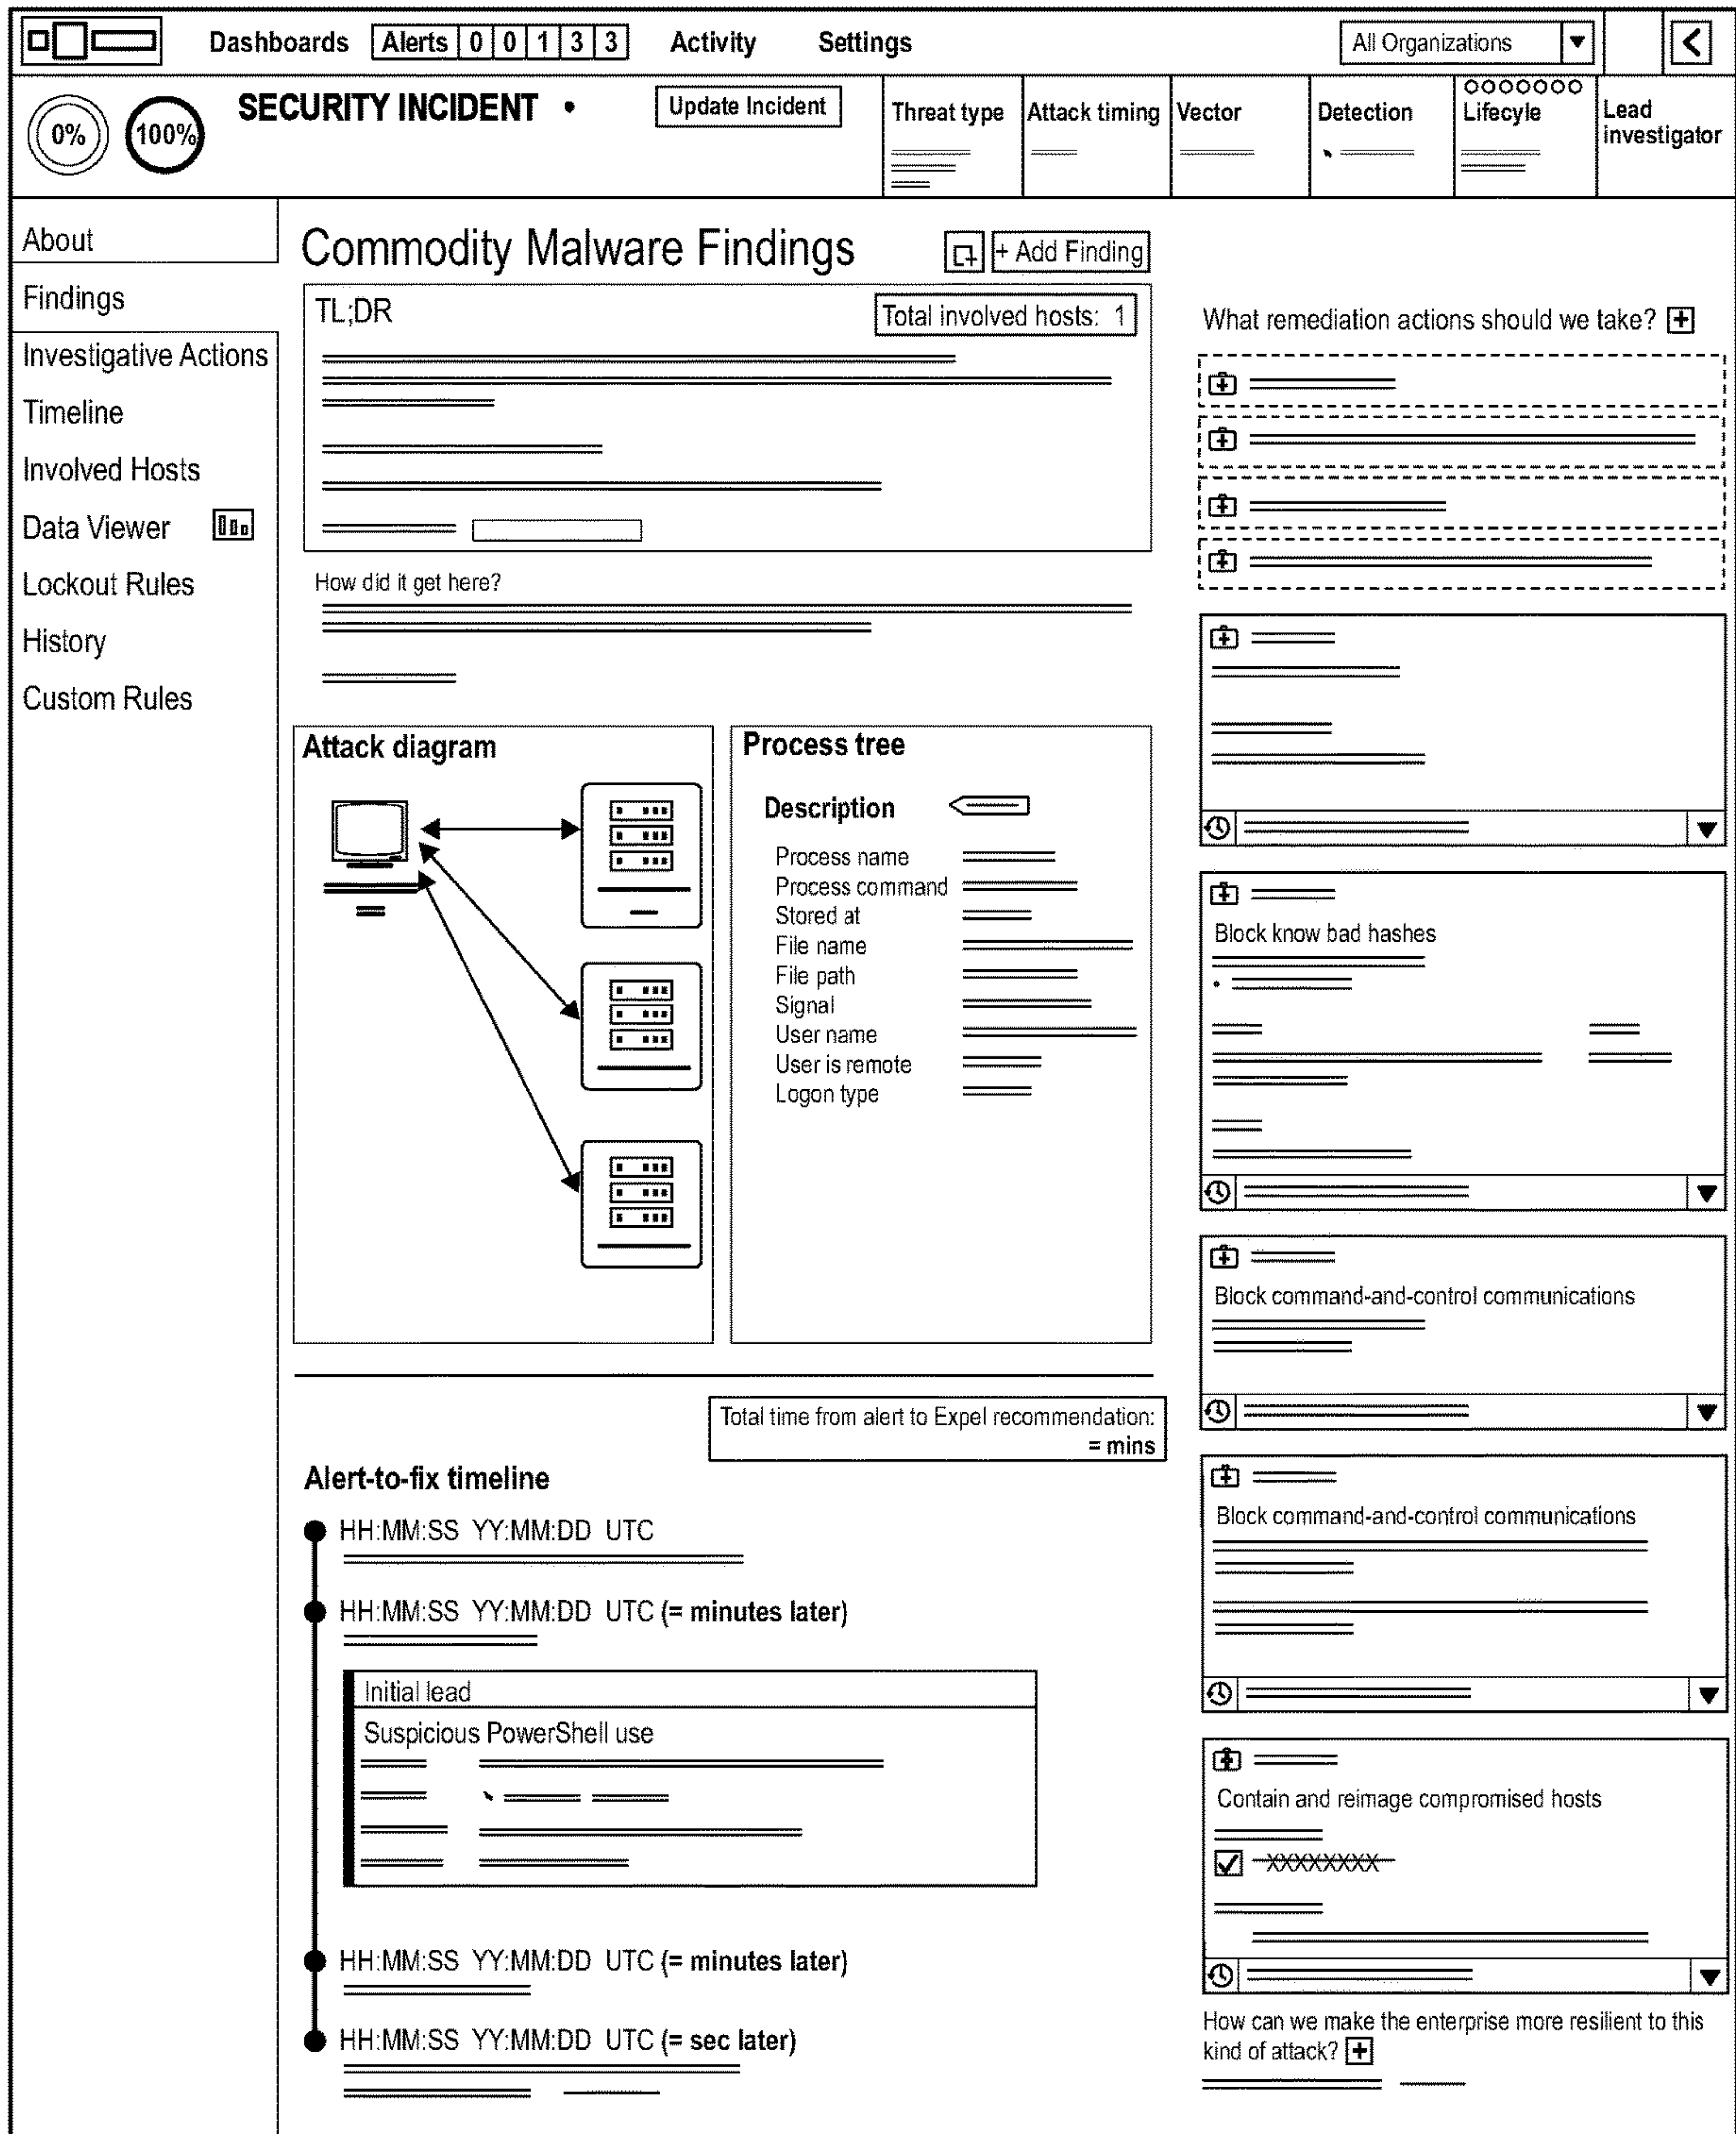 Dashboards Alerts 0 0 1 3 3 Activity Settings All Organizations
0% 100% SECURITY INCIDENT • Update Incident
Threat type
Attack timing
Vector
Detection
Lifecyle
Lead
investigator
About
Findings
Investigative Actions
Timeline
Involved Hosts
Data Viewer
Lockout Rules
History
Custom Rules
Commodity Malware Findings
+ Add Finding
TL;DR
Total involved hosts: 1
How did it get here?
Attack diagram
Process tree
Description
Process name
Process command
Stored at
File name
File path
Signal
User name
User is remote
Logon type
Total time from alert to Expel recommendation:
= mins
Alert-to-fix timeline
HH:MM:SS YY:MM:DD UTC
HH:MM:SS YY:MM:DD UTC (= minutes later)
Initial lead
Suspicious PowerShell use
HH:MM:SS YY:MM:DD UTC (= minutes later)
HH:MM:SS YY:MM:DD UTC (= sec later)
What remediation actions should we take? +
Block know bad hashes
Block command-and-control communications
Block command-and-control communications
Contain and reimage compromised hosts
XXXXXXXX
How can we make the enterprise more resilient to this
kind of attack? +